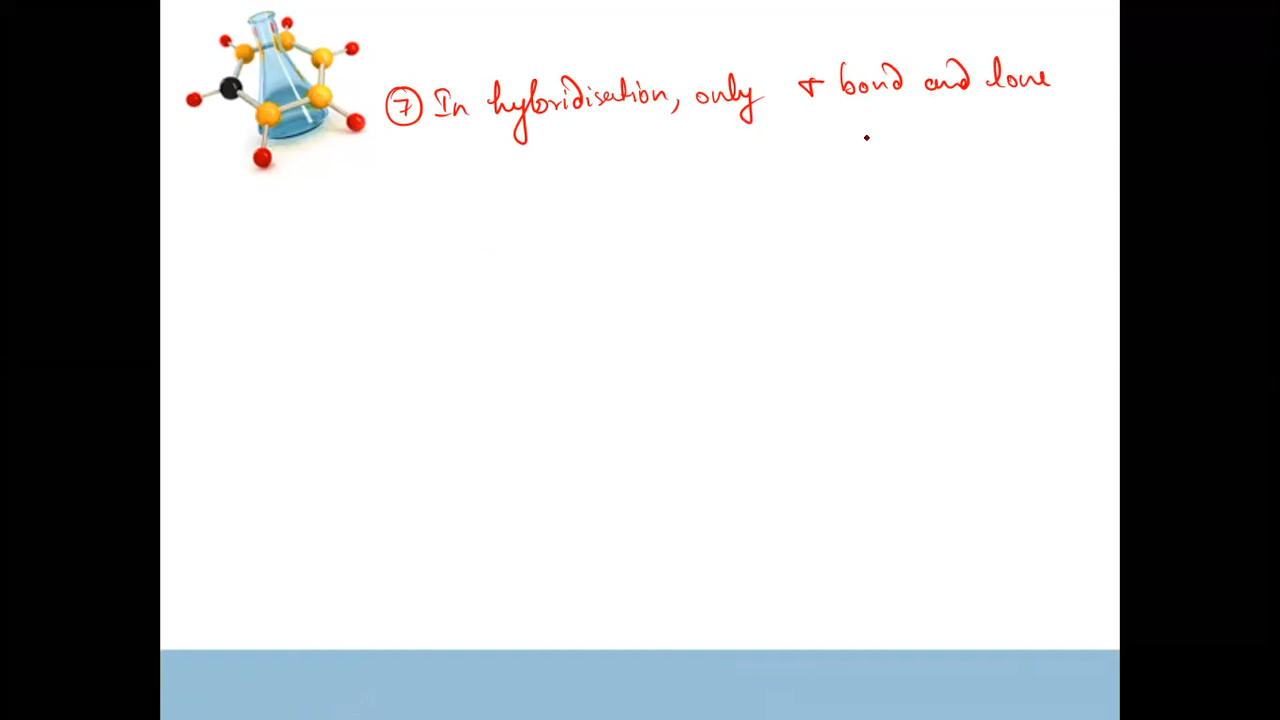 ⑦ In hybridisation, only σ bond and lone